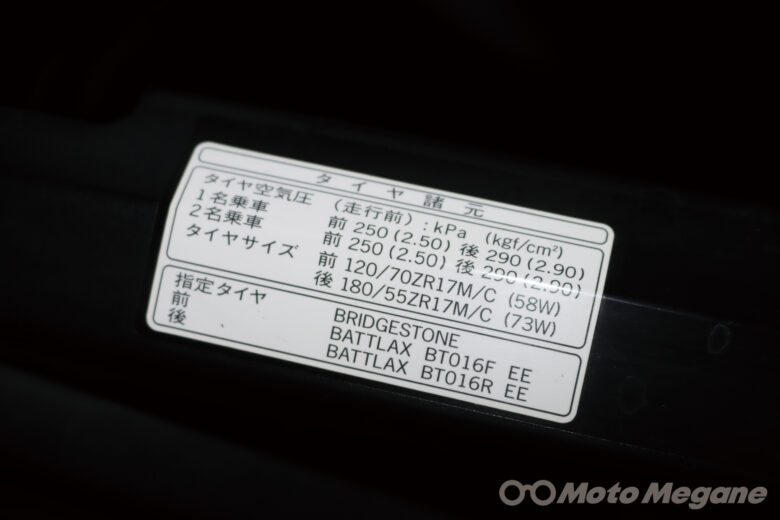 タイヤ諸元
タイヤ空気圧 (走行前) : kPa (kgf/cm²)
1名乗車 前 250 (2.50) 後 290 (2.90)
2名乗車 前 250 (2.50) 後 290 (2.90)
タイヤサイズ 前 120/70ZR17M/C (58W)
後 180/55ZR17M/C (73W)
指定タイヤ BRIDGESTONE
前 BATTLAX BT016F EE
後 BATTLAX BT016R EE
Moto Megane